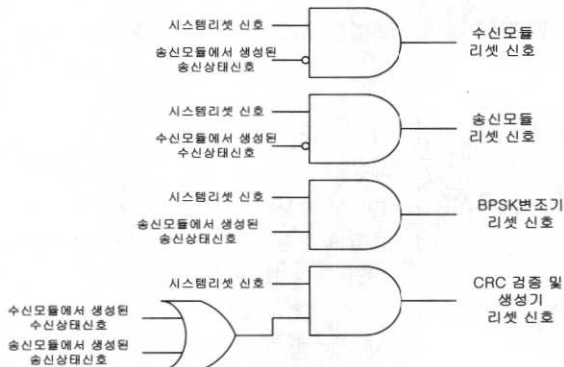 시스템리셋 신호
송신모듈에서 생성된
송신상태신호
수신모듈
리셋 신호
시스템리셋 신호
수신모듈에서 생성된
수신상태신호
송신모듈
리셋 신호
시스템리셋 신호
송신모듈에서 생성된
송신상태신호
BPSK변조기
리셋 신호
시스템리셋 신호
수신모듈에서 생성된
수신상태신호
송신모듈에서 생성된
송신상태신호
CRC 검증 및
생성기
리셋 신호